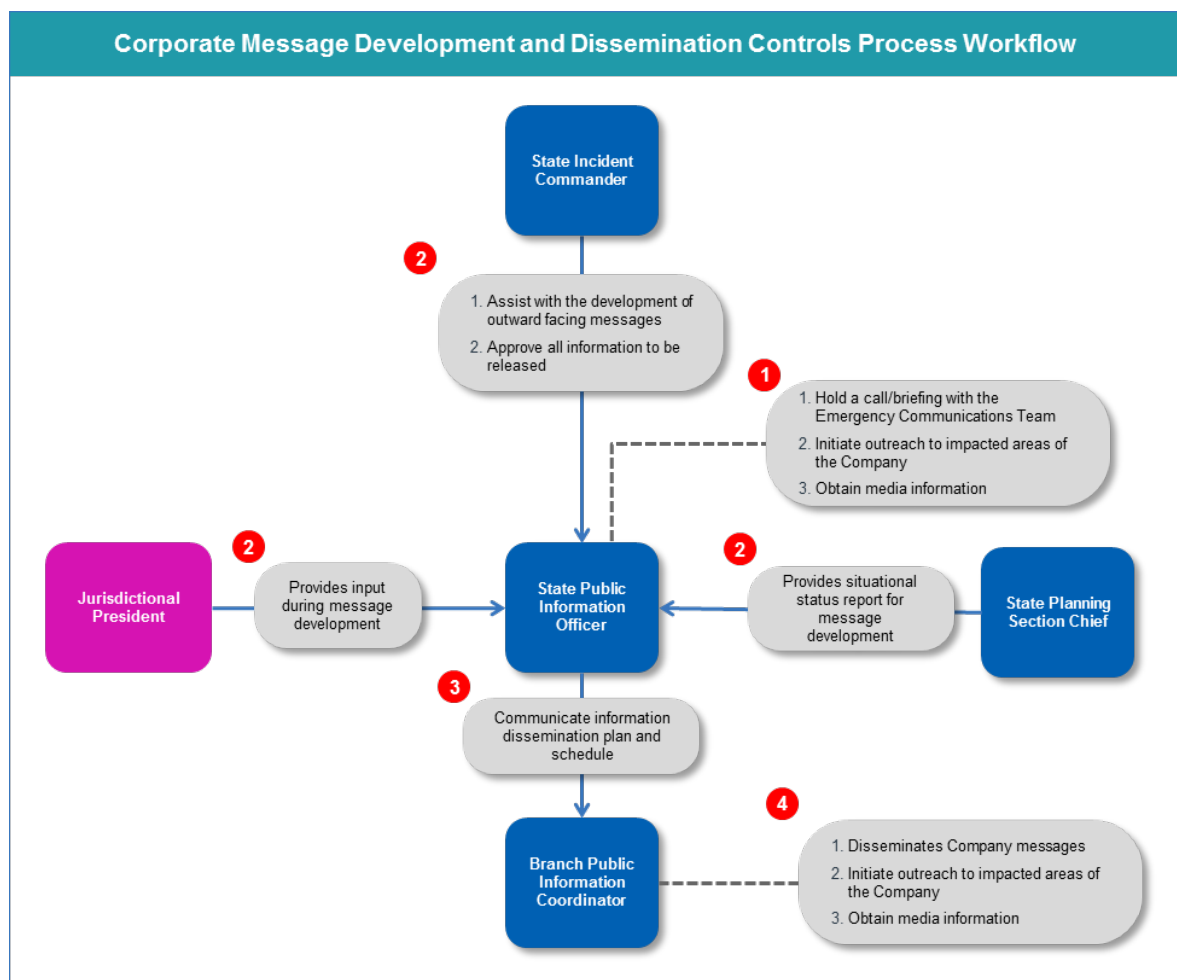 Corporate Message Development and Dissemination Controls Process Workflow
State Incident
Commander
2
1. Assist with the development of
outward facing messages
2. Approve all information to be
released
1
1. Hold a call/briefing with the
Emergency Communications Team
2. Initiate outreach to impacted areas of
the Company
3. Obtain media information
Jurisdictional
President
2
Provides input
during message
development
State Public
Information
Officer
2
Provides situational
status report for
message
development
State Planning
Section Chief
3
Communicate information
dissemination plan and
schedule
Branch Public
Information
Coordinator
4
1. Disseminates Company messages
2. Initiate outreach to impacted areas of
the Company
3. Obtain media information